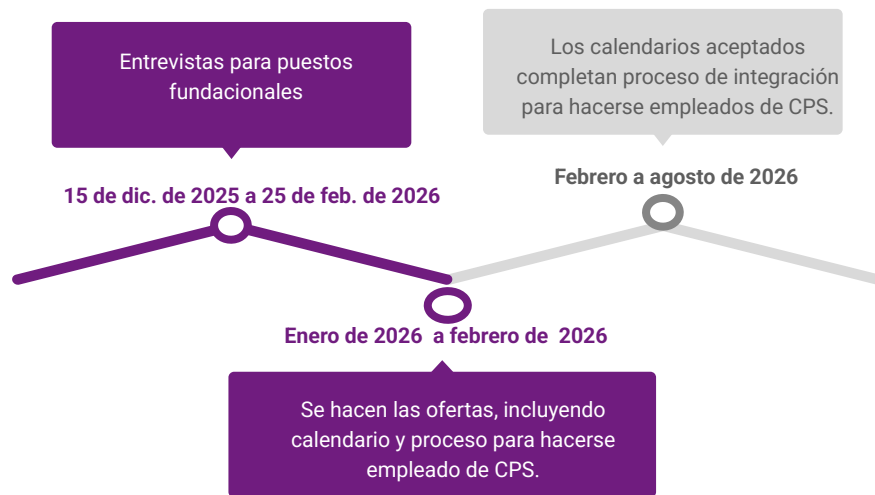 Entrevistas para puestos
fundacionales
15 de dic. de 2025 a 25 de feb. de 2026
Los calendarios aceptados
completan proceso de integración
para hacerse empleados de CPS.
Febrero a agosto de 2026
Enero de 2026 a febrero de 2026
Se hacen las ofertas, incluyendo
calendario y proceso para hacerse
empleado de CPS.